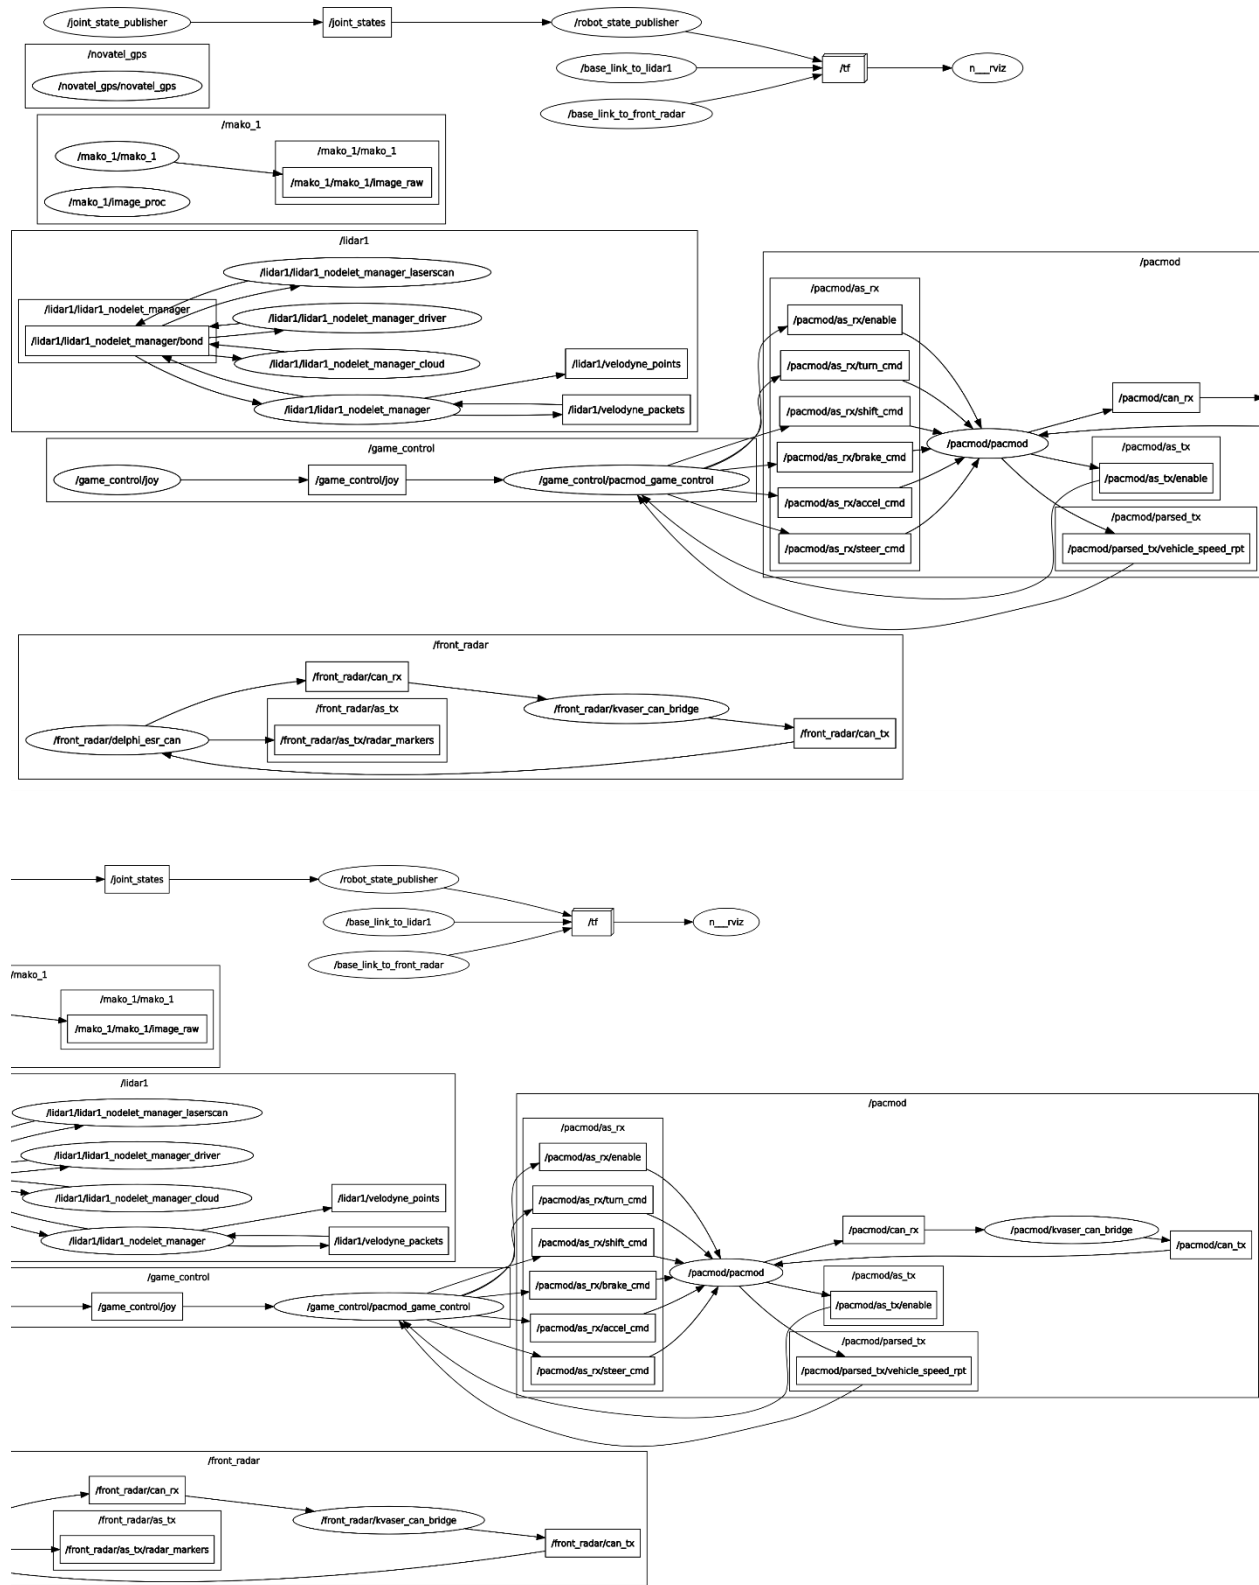 /joint_state_publisher
/joint_states
/robot_state_publisher
/novatel_gps
/novatel_gps/novatel_gps
/base_link_to_lidar1
/tf
n___rviz
/base_link_to_front_radar
/mako_1
/mako_1/mako_1
/mako_1/mako_1
/mako_1/mako_1/image_raw
/mako_1/image_proc
/lidar1
/lidar1/lidar1_nodelet_manager_laserscan
/lidar1/lidar1_nodelet_manager
/lidar1/lidar1_nodelet_manager_driver
/lidar1/lidar1_nodelet_manager/bond
/lidar1/lidar1_nodelet_manager_cloud
/lidar1/velodyne_points
/lidar1/lidar1_nodelet_manager
/lidar1/velodyne_packets
/pacmod
/pacmod/as_rx
/pacmod/as_rx/enable
/pacmod/as_rx/turn_cmd
/pacmod/as_rx/shift_cmd
/pacmod/can_rx
/pacmod/pacmod
/pacmod/as_rx/brake_cmd
/pacmod/as_tx
/pacmod/as_tx/enable
/pacmod/as_rx/accel_cmd
/pacmod/parsed_tx
/pacmod/as_rx/steer_cmd
/pacmod/parsed_tx/vehicle_speed_rpt
/game_control
/game_control/joy
/game_control/joy
/game_control/pacmod_game_control
/front_radar
/front_radar/can_rx
/front_radar/as_tx
/front_radar/kvaser_can_bridge
/front_radar/delphi_esr_can
/front_radar/as_tx/radar_markers
/front_radar/can_tx
/joint_states
/robot_state_publisher
/base_link_to_lidar1
/tf
n___rviz
/base_link_to_front_radar
/mako_1
/mako_1/mako_1
/mako_1/mako_1/image_raw
/lidar1
/lidar1/lidar1_nodelet_manager_laserscan
/lidar1/lidar1_nodelet_manager_driver
/lidar1/lidar1_nodelet_manager_cloud
/lidar1/velodyne_points
/lidar1/lidar1_nodelet_manager
/lidar1/velodyne_packets
/pacmod
/pacmod/as_rx
/pacmod/as_rx/enable
/pacmod/as_rx/turn_cmd
/pacmod/as_rx/shift_cmd
/pacmod/can_rx
/pacmod/kvaser_can_bridge
/pacmod/can_tx
/pacmod/pacmod
/pacmod/as_rx/brake_cmd
/pacmod/as_tx
/pacmod/as_tx/enable
/pacmod/as_rx/accel_cmd
/pacmod/parsed_tx
/pacmod/as_rx/steer_cmd
/pacmod/parsed_tx/vehicle_speed_rpt
/game_control
/game_control/joy
/game_control/pacmod_game_control
/front_radar
/front_radar/can_rx
/front_radar/as_tx
/front_radar/kvaser_can_bridge
/front_radar/as_tx/radar_markers
/front_radar/can_tx